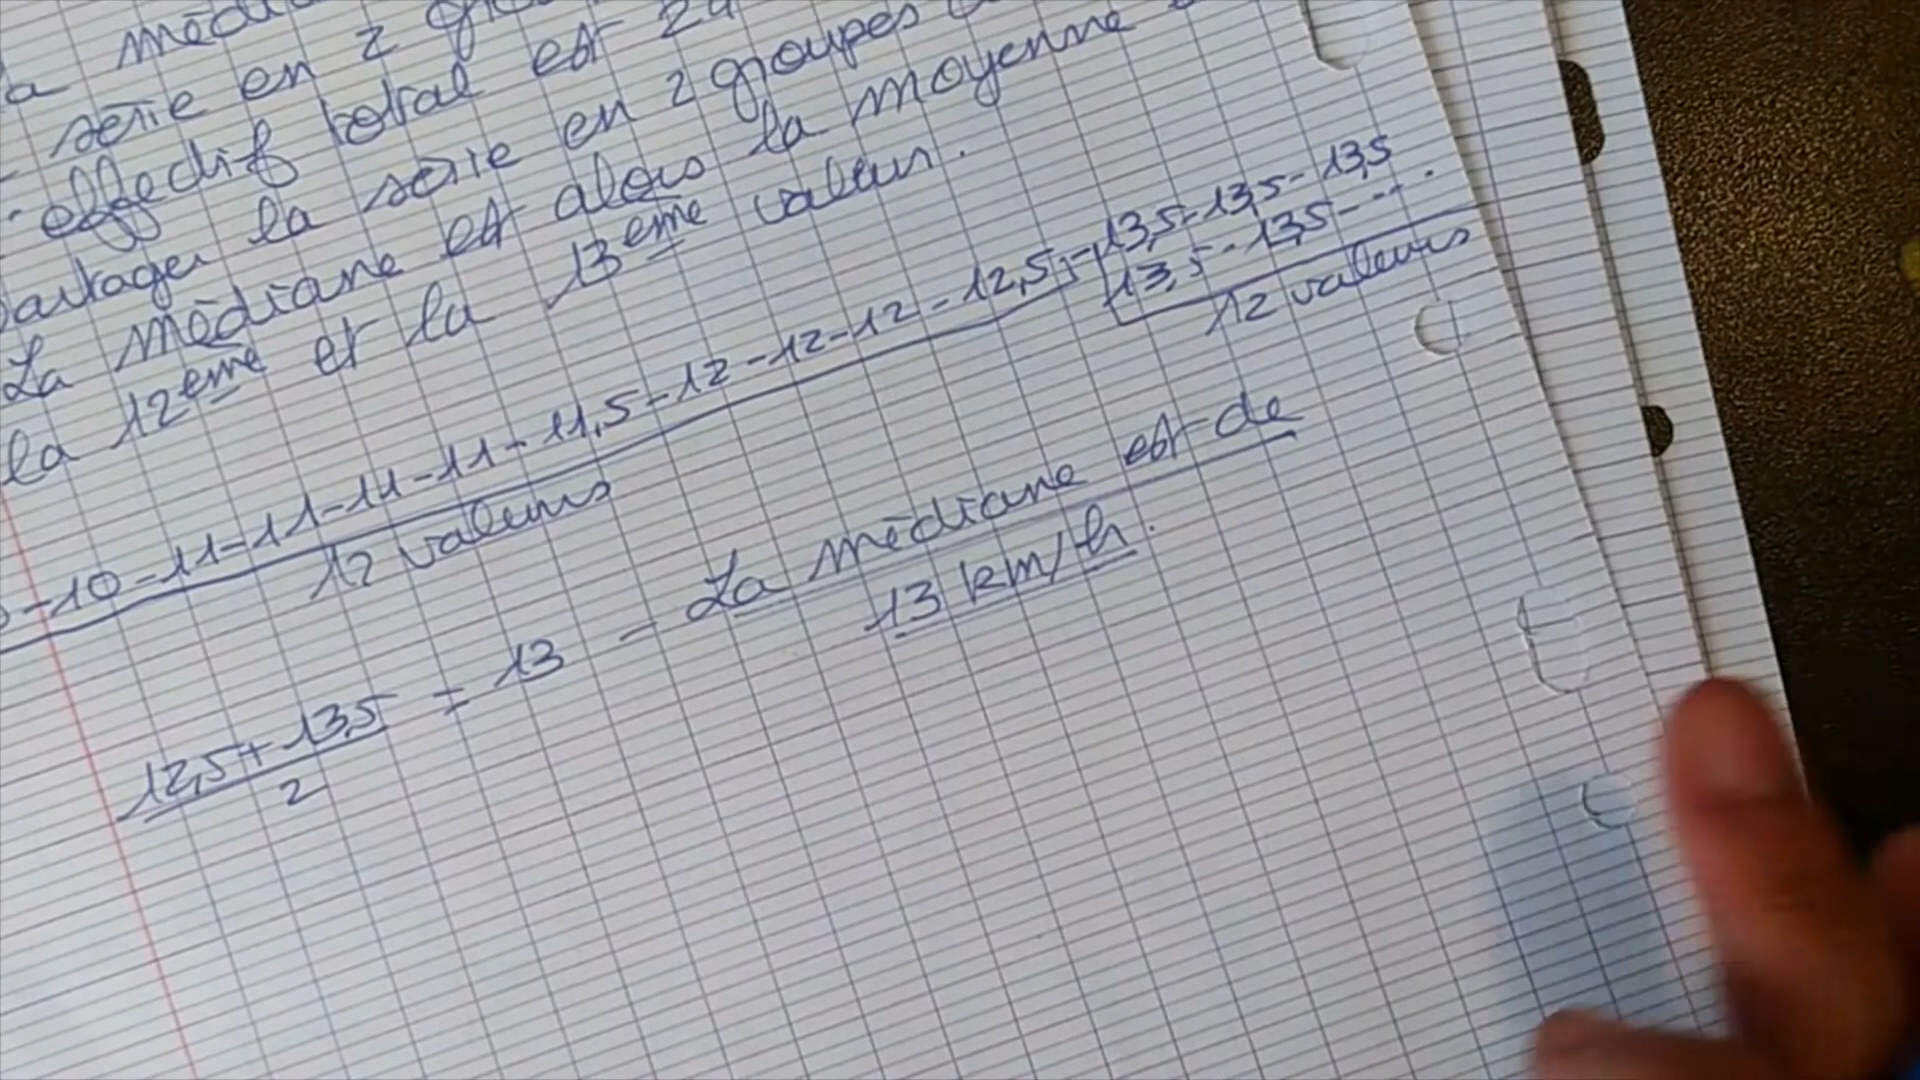 la
série en 2
effectif total est 24
partager la série en 2 groupes
La médiane est alors la moyenne
la 12ème et la 13ème valeur.
-10-11-11-11-11-11,5-12-12-12-12,5-13,5-13,5-13,5
13,5-13,5-...
12 valeurs
12 valeurs
12,5+13,5 = 13 - La médiane est de
2
13 km/h.